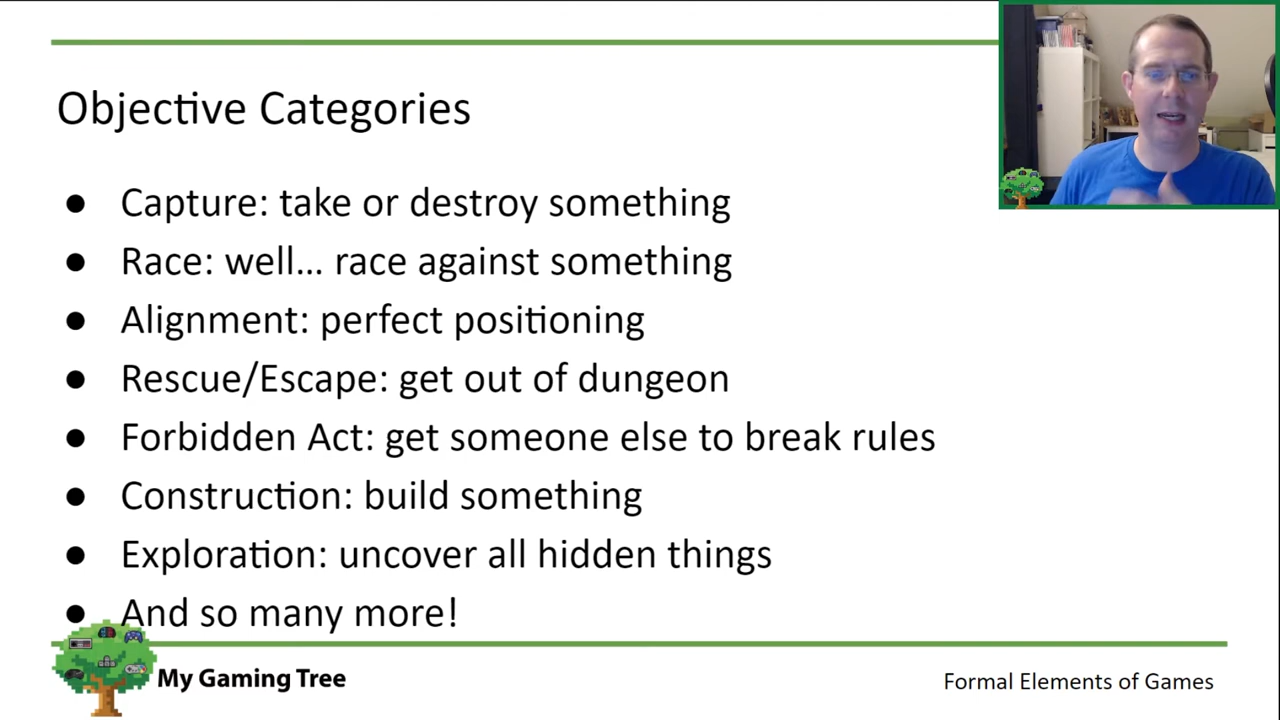 Objective Categories
● Capture: take or destroy something
● Race: well... race against something
● Alignment: perfect positioning
● Rescue/Escape: get out of dungeon
● Forbidden Act: get someone else to break rules
● Construction: build something
● Exploration: uncover all hidden things
● And so many more!
My Gaming Tree
Formal Elements of Games